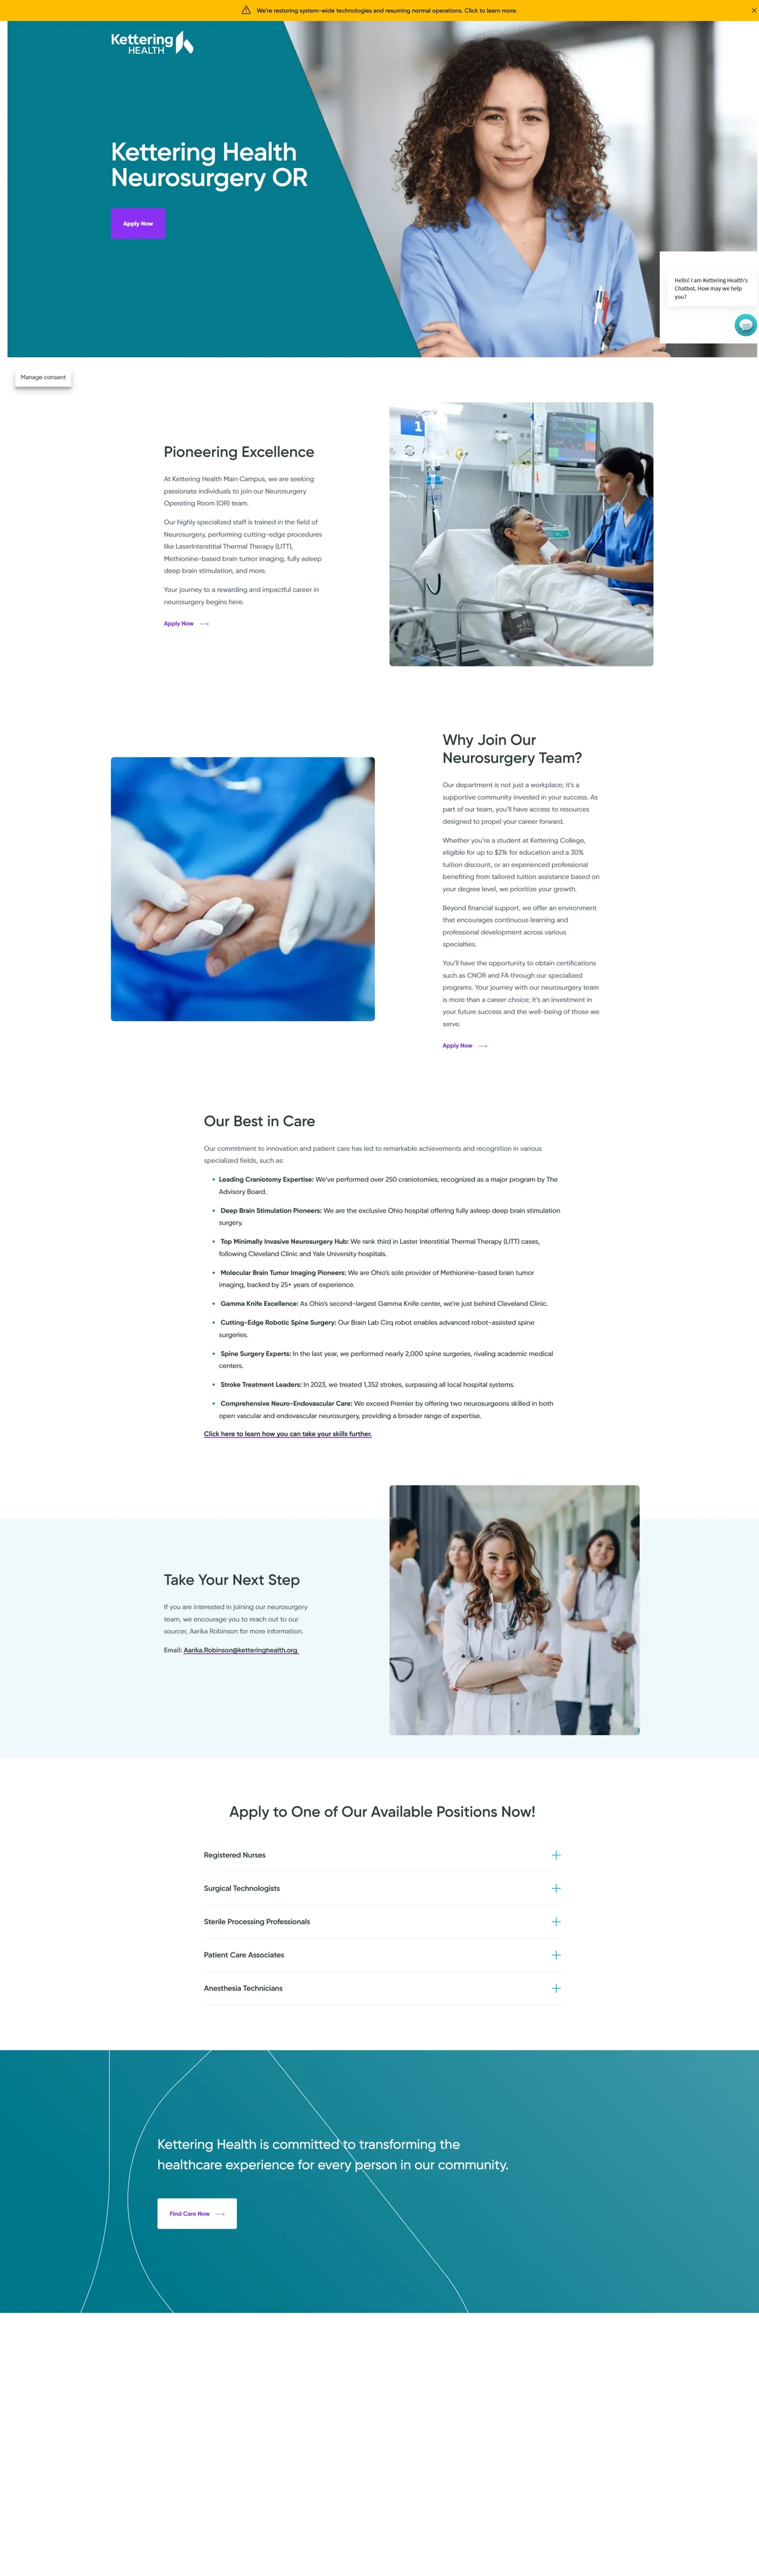 We're restoring system-wide technologies and resuming normal operations. Click to learn more.
Kettering
HEALTH
Kettering Health
Neurosurgery OR
Apply Now
Hello! I am Kettering Health's
Chatbot. How may we help
you?
Manage consent
Pioneering Excellence
At Kettering Health Main Campus, we are seeking
passionate individuals to join our Neurosurgery
Operating Room (OR) team.
Our highly specialized staff is trained in the field of
Neurosurgery, performing cutting-edge procedures
like LaserInterstitial Thermal Therapy (LITT),
Methionine-based brain tumor imaging, fully asleep
deep brain stimulation, and more.
Your journey to a rewarding and impactful career in
neurosurgery begins here.
Apply Now
1
Why Join Our
Neurosurgery Team?
Our department is not just a workplace; it's a
supportive community invested in your success. As
part of our team, you'll have access to resources
designed to propel your career forward.
Whether you're a student at Kettering College,
eligible for up to $21k for education and a 30%
tuition discount, or an experienced professional
benefiting from tailored tuition assistance based on
your degree level, we prioritize your growth.
Beyond financial support, we offer an environment
that encourages continuous learning and
professional development across various
specialties.
You'll have the opportunity to obtain certifications
such as CNOR and FA through our specialized
programs. Your journey with our neurosurgery team
is more than a career choice; it's an investment in
your future success and the well-being of those we
serve.
Apply Now
Our Best in Care
Our commitment to innovation and patient care has led to remarkable achievements and recognition in various
specialized fields, such as:
Leading Craniotomy Expertise: We've performed over 250 craniotomies, recognized as a major program by The
Advisory Board.
Deep Brain Stimulation Pioneers: We are the exclusive Ohio hospital offering fully asleep deep brain stimulation
surgery.
Top Minimally Invasive Neurosurgery Hub: We rank third in Laster Interstitial Thermal Therapy (LITT) cases,
following Cleveland Clinic and Yale University hospitals.
Molecular Brain Tumor Imaging Pioneers: We are Ohio's sole provider of Methionine-based brain tumor
imaging, backed by 25+ years of experience.
Gamma Knife Excellence: As Ohio's second-largest Gamma Knife center, we're just behind Cleveland Clinic.
Cutting-Edge Robotic Spine Surgery: Our Brain Lab Cirq robot enables advanced robot-assisted spine
surgeries.
Spine Surgery Experts: In the last year, we performed nearly 2,000 spine surgeries, rivaling academic medical
centers.
Stroke Treatment Leaders: In 2023, we treated 1,352 strokes, surpassing all local hospital systems.
Comprehensive Neuro-Endovascular Care: We exceed Premier by offering two neurosurgeons skilled in both
open vascular and endovascular neurosurgery, providing a broader range of expertise.
Click here to learn how you can take your skills further.
Take Your Next Step
If you are interested in joining our neurosurgery
team, we encourage you to reach out to our
sourcer, Aarika Robinson for more information.
Email: Aarika.Robinson@ketteringhealth.org
Apply to One of Our Available Positions Now!
Registered Nurses
Surgical Technologists
Sterile Processing Professionals
Patient Care Associates
Anesthesia Technicians
Kettering Health is committed to transforming the
healthcare experience for every person in our community.
Find Care Now